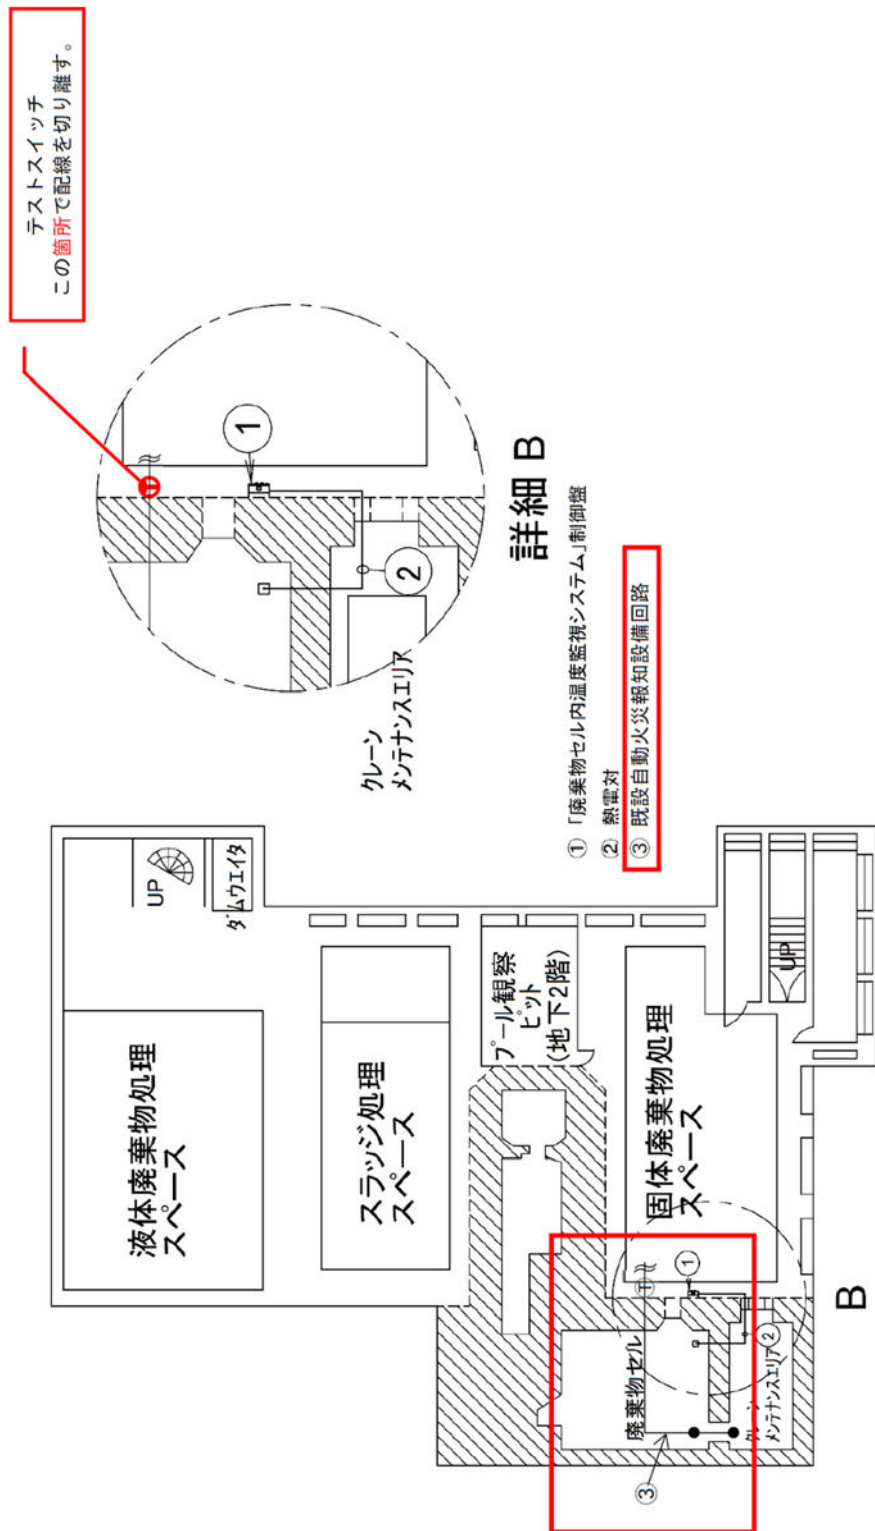 テストスイッチ
この箇所で配線を切り離す。
1
2
クレーン
メンテナンスエリア
詳細 B
① 「廃棄物セル内温度監視システム」制御盤
② 熱電対
③ 既設自動火災報知設備回路
UP
ダムウエイタ
液体廃棄物処理
スペース
スラッジ処理
スペース
プール観察
ピット
(地下2階)
固体廃棄物処理
スペース
UP
廃棄物セル
T
①
②
③
クレーン
メンテナンスエリア
B